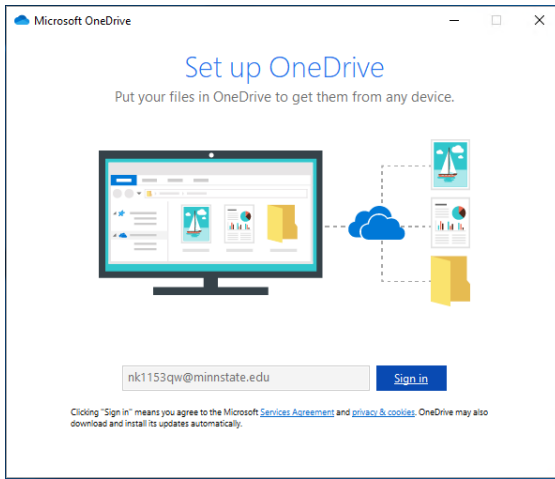 Microsoft OneDrive
Set up OneDrive
Put your files in OneDrive to get them from any device.
nk1153qw@minnstate.edu
Sign in
Clicking "Sign in" means you agree to the Microsoft Services Agreement and privacy & cookies. OneDrive may also
download and install its updates automatically.